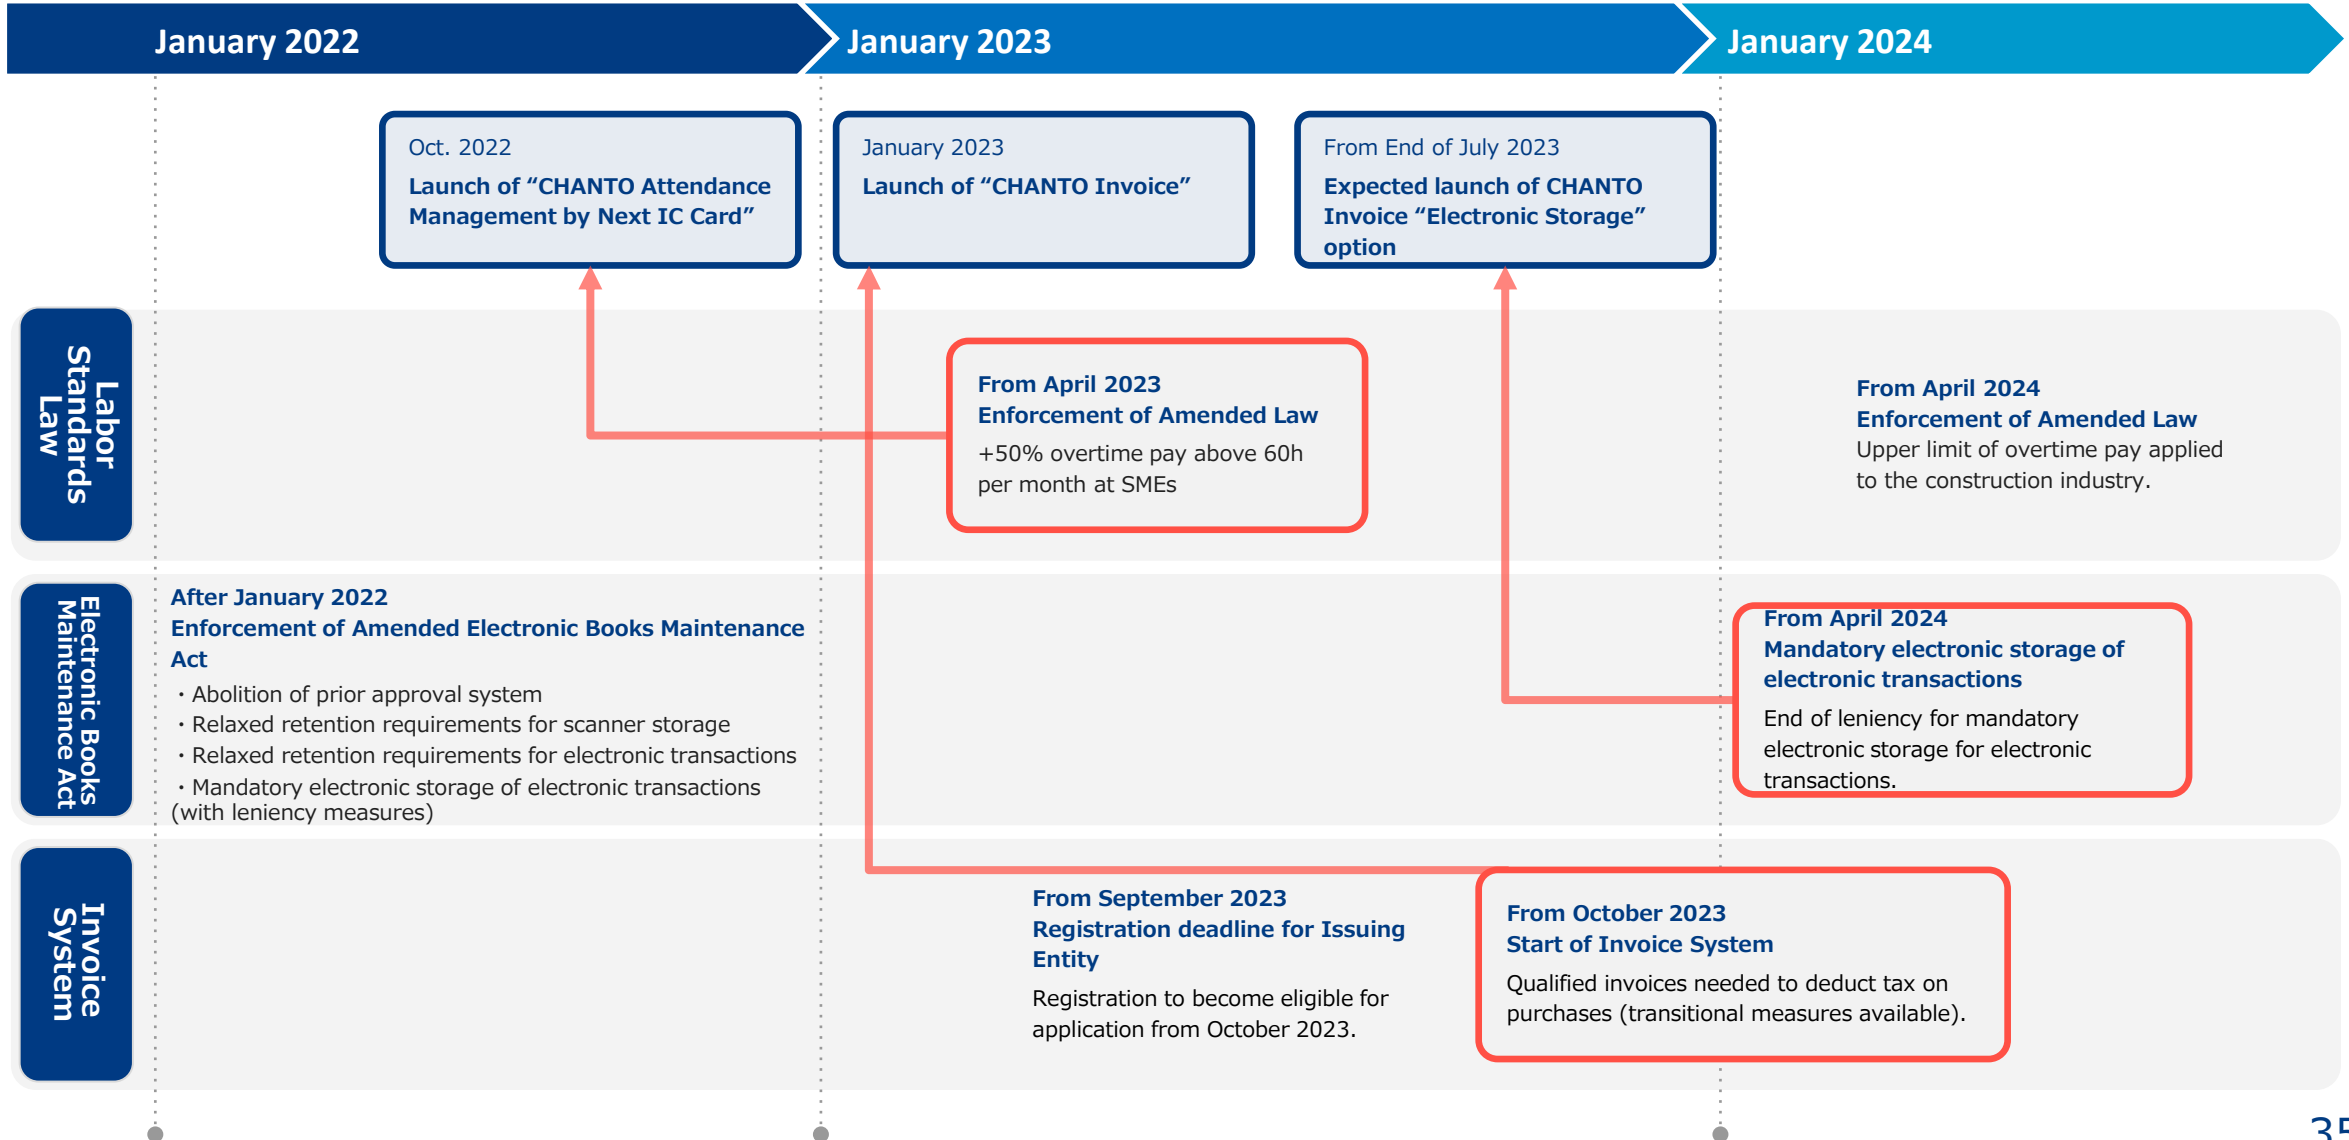 January 2022
January 2023
January 2024
Oct. 2022
Launch of “CHANTO Attendance
Management by Next IC Card”
January 2023
Launch of “CHANTO Invoice”
From End of July 2023
Expected launch of CHANTO
Invoice “Electronic Storage”
option
Labor
Standards
Law
From April 2023
Enforcement of Amended Law
+50% overtime pay above 60h
per month at SMEs
From April 2024
Enforcement of Amended Law
Upper limit of overtime pay applied
to the construction industry.
Electronic Books
Maintenance Act
After January 2022
Enforcement of Amended Electronic Books Maintenance
Act
・Abolition of prior approval system
・Relaxed retention requirements for scanner storage
・Relaxed retention requirements for electronic transactions
・Mandatory electronic storage of electronic transactions
(with leniency measures)
From April 2024
Mandatory electronic storage of
electronic transactions
End of leniency for mandatory
electronic storage for electronic
transactions.
Invoice
System
From September 2023
Registration deadline for Issuing
Entity
Registration to become eligible for
application from October 2023.
From October 2023
Start of Invoice System
Qualified invoices needed to deduct tax on
purchases (transitional measures available).
35